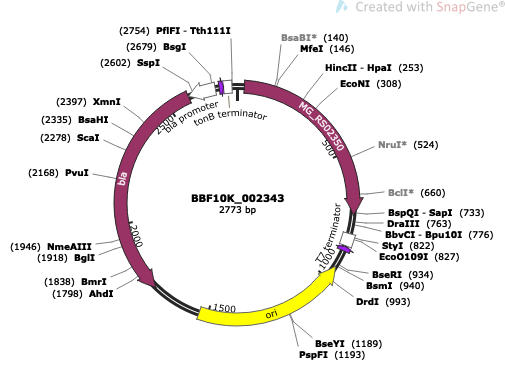 Created with SnapGene®
(2754) PflFI - Tth111I
(2679) BsgI
(2602) SspI
BsaBI* (140)
MfeI (146)
HincII - HpaI (253)
EcoNI (308)
(2397) XmnI
(2335) BsaHI
(2278) ScaI
bla promoter
tonB terminator
2500
MG_RS02350
500
NruI* (524)
(2168) PvuI
bla
BclI* (660)
BBF10K_002343
2773 bp
BspQI - SapI (733)
DraIII (763)
BbvCI - Bpu10I (776)
StyI (822)
EcoO109I (827)
T7 terminator
2000
(1946) NmeAIII
(1918) BglI
1000
BseRI (934)
BsmI (940)
DrdI (993)
(1838) BmrI
(1798) AhdI
1500
ori
BseYI (1189)
PspFI (1193)